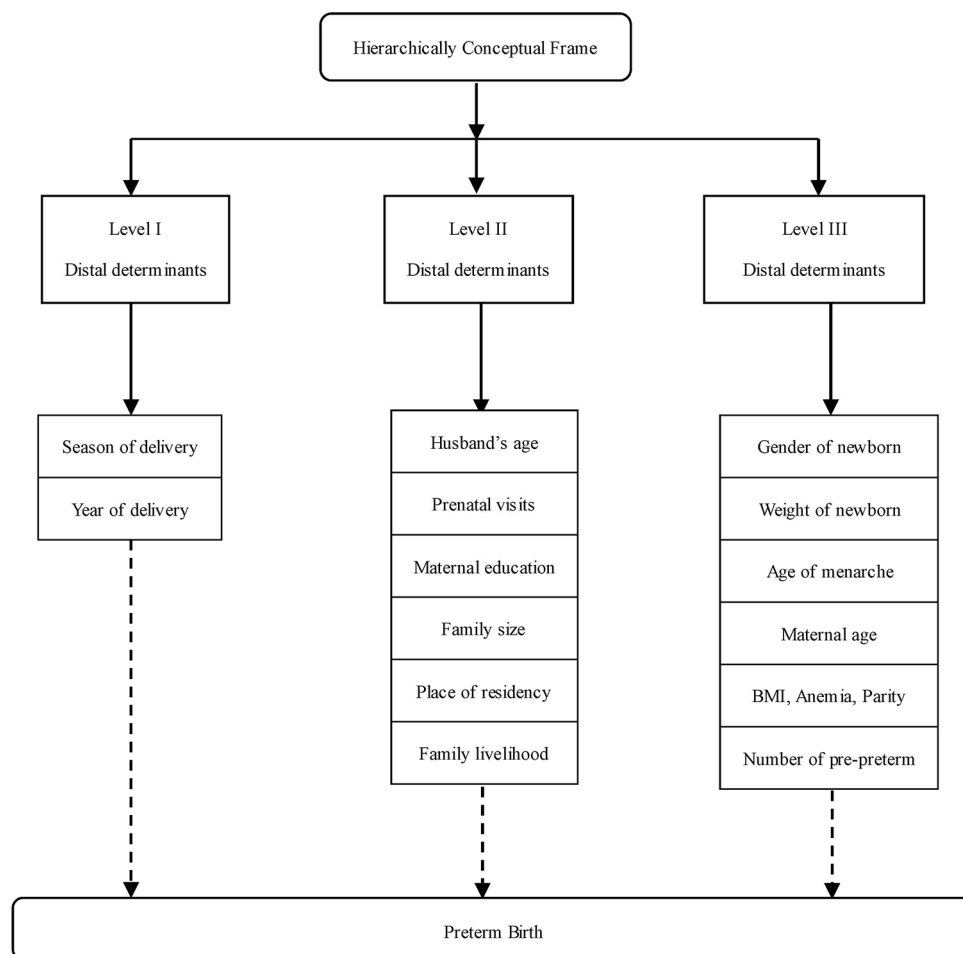 Hierarchically Conceptual Frame
Level I
Distal determinants
Level II
Distal determinants
Level III
Distal determinants
Season of delivery
Year of delivery
Husband’s age
Prenatal visits
Maternal education
Family size
Place of residency
Family livelihood
Gender of newborn
Weight of newborn
Age of menarche
Maternal age
BMI, Anemia, Parity
Number of pre-preterm
Preterm Birth